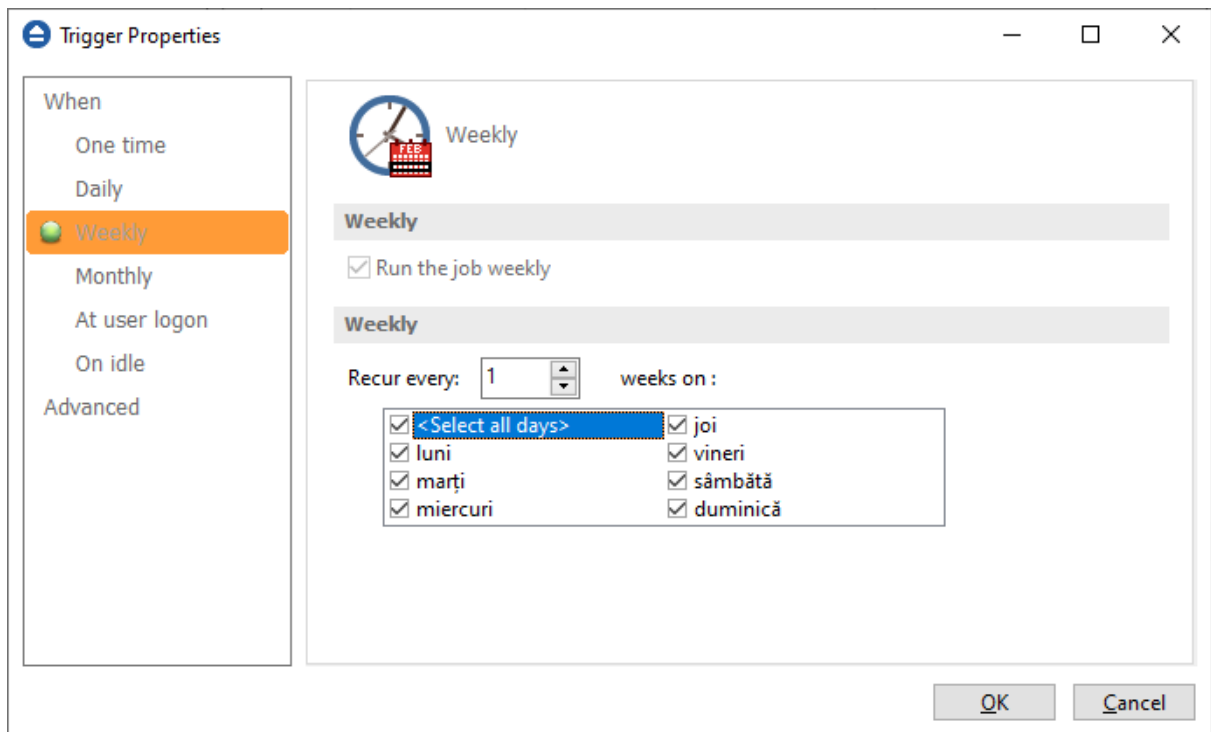 Trigger Properties
When
One time
Daily
Weekly
Monthly
At user logon
On idle
Advanced
FEB
Weekly
Weekly
Run the job weekly
Weekly
Recur every: 1 weeks on :
<Select all days>
luni
marți
miercuri
joi
vineri
sâmbătă
duminică
OK Cancel